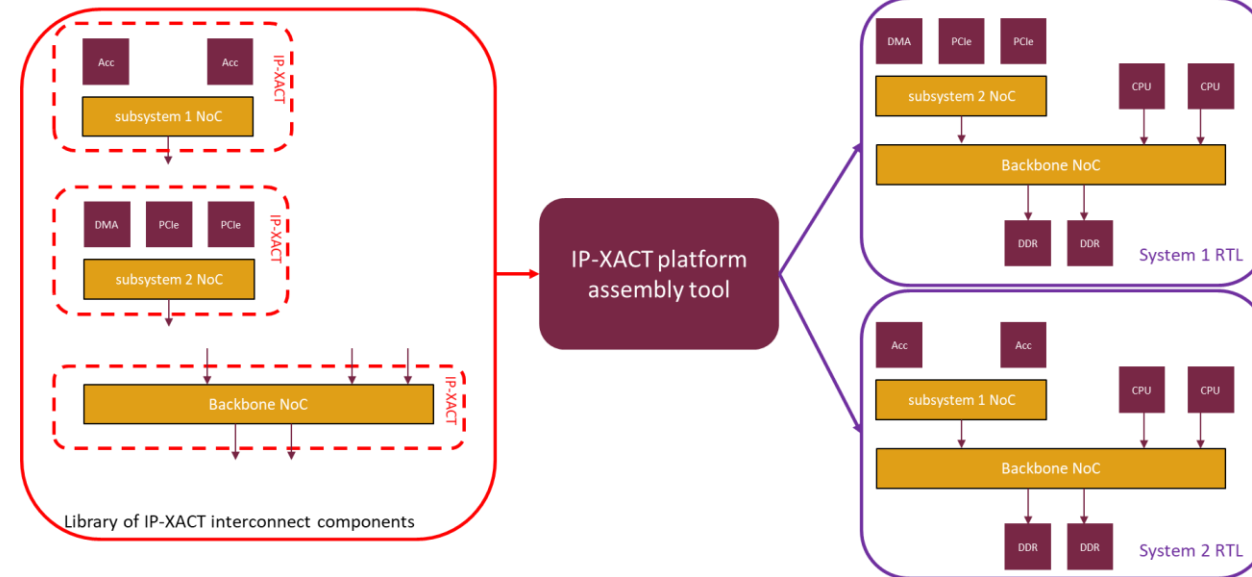 Acc
Acc
IP-XACT
subsystem 1 NoC
DMA
PCIe
PCIe
IP-XACT
subsystem 2 NoC
IP-XACT
Backbone NoC
Library of IP-XACT interconnect components
IP-XACT platform
assembly tool
DMA
PCIe
PCIe
subsystem 2 NoC
CPU
CPU
Backbone NoC
DDR
DDR
System 1 RTL
Acc
Acc
subsystem 1 NoC
CPU
CPU
Backbone NoC
DDR
DDR
System 2 RTL